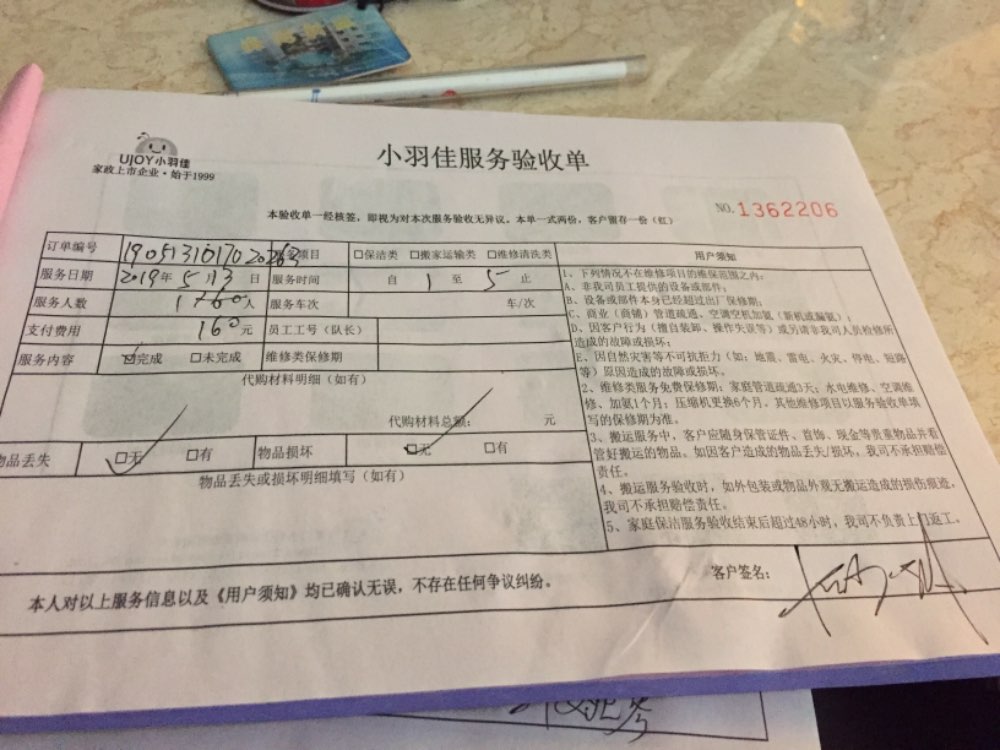 UJOY小羽佳
家政上市企业·始于1999
小羽佳服务验收单
本验收单一经核签，即视为对本次服务验收无异议。本单一式两份，客户留存一份（红）
NO.1362206
订单编号 项目 □保洁类 □搬家运输类 □维修清洗类
服务日期 2019年 5月 13日 服务时间 自 1 至 5 止
服务人数 人 服务车次 车/次
支付费用 160元 员工工号（队长）
服务内容 ☑完成 □未完成 维修类保修期
代购材料明细（如有）
代购材料总额： 元
物品丢失 □无 □有 物品损坏 □无 □有
物品丢失或损坏明细填写（如有）
用户须知
1、下列情况不在维修项目的维保范围之内：
A、非我司员工提供的设备或部件；
B、设备或部件本身已经超过出厂保修期；
C、商业（商铺）管道疏通、空调空机加氨（新机或漏氨）；
D、因客户行为（擅自装卸、操作失误等）或另请非我司人员检修所
造成的故障或损坏；
E、因自然灾害等不可抗拒力（如：地震、雷电、火灾、停电、短路
等）原因造成的故障或损坏。
2、维修类服务免费保修期：家庭管道疏通3天；水电维修、空调维
修、加氨1个月；压缩机更换6个月。其他维修项目以服务验收单填
写的保修期为准。
3、搬运服务中，客户应随身保管证件、首饰、现金等贵重物品并看
管好搬运的物品。如因客户造成的物品丢失/损坏，我司不承担赔偿
责任。
4、搬运服务验收时，如外包装或物品外观无搬运造成的损伤痕迹，
我司不承担赔偿责任。
5、家庭保洁服务验收结束后超过48小时，我司不负责上门返工。
客户签名：
本人对以上服务信息以及《用户须知》均已确认无误，不存在任何争议纠纷。